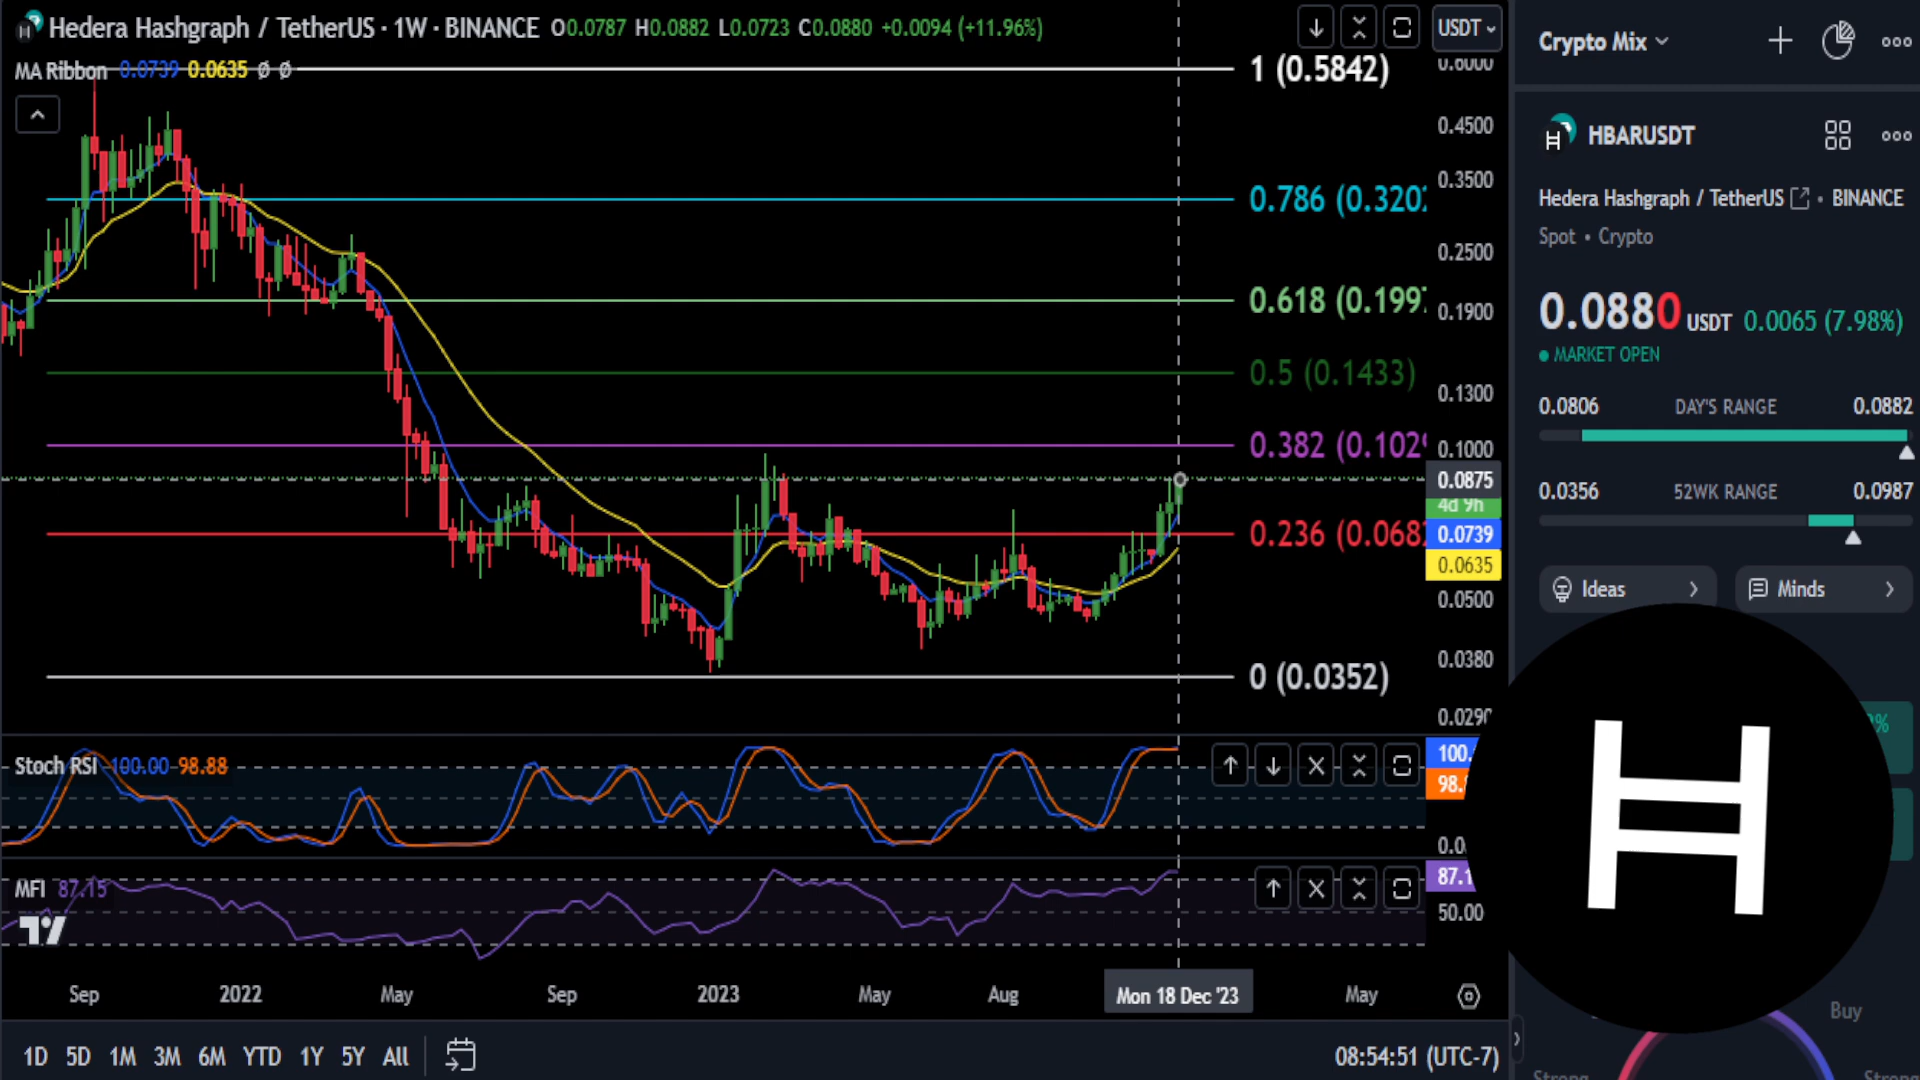 Hedera Hashgraph / TetherUS · 1W · BINANCE O0.0787 H0.0882 L0.0723 C0.0880 +0.0094 (+11.96%)
USDT
MA Ribbon 0.0739 0.0635 ∅ ∅
1 (0.5842)
0.786 (0.320
0.618 (0.199
0.5 (0.1433)
0.382 (0.102
0.236 (0.068
0 (0.0352)
0.6000
0.4500
0.3500
0.2500
0.1900
0.1300
0.1000
0.0875
4d 9h
0.0739
0.0635
0.0500
0.0380
0.0290
Stoch RSI 100.00 98.88
100.
98.
0.0
MFI 87.15
87.1
50.00
Sep 2022 May Sep 2023 May Aug Mon 18 Dec '23 May
1D 5D 1M 3M 6M YTD 1Y 5Y All
08:54:51 (UTC-7)
Crypto Mix
HBARUSDT
Hedera Hashgraph / TetherUS · BINANCE
Spot • Crypto
0.0880 USDT 0.0065 (7.98%)
MARKET OPEN
0.0806 DAY'S RANGE 0.0882
0.0356 52WK RANGE 0.0987
Ideas Minds
%
Buy
Strong